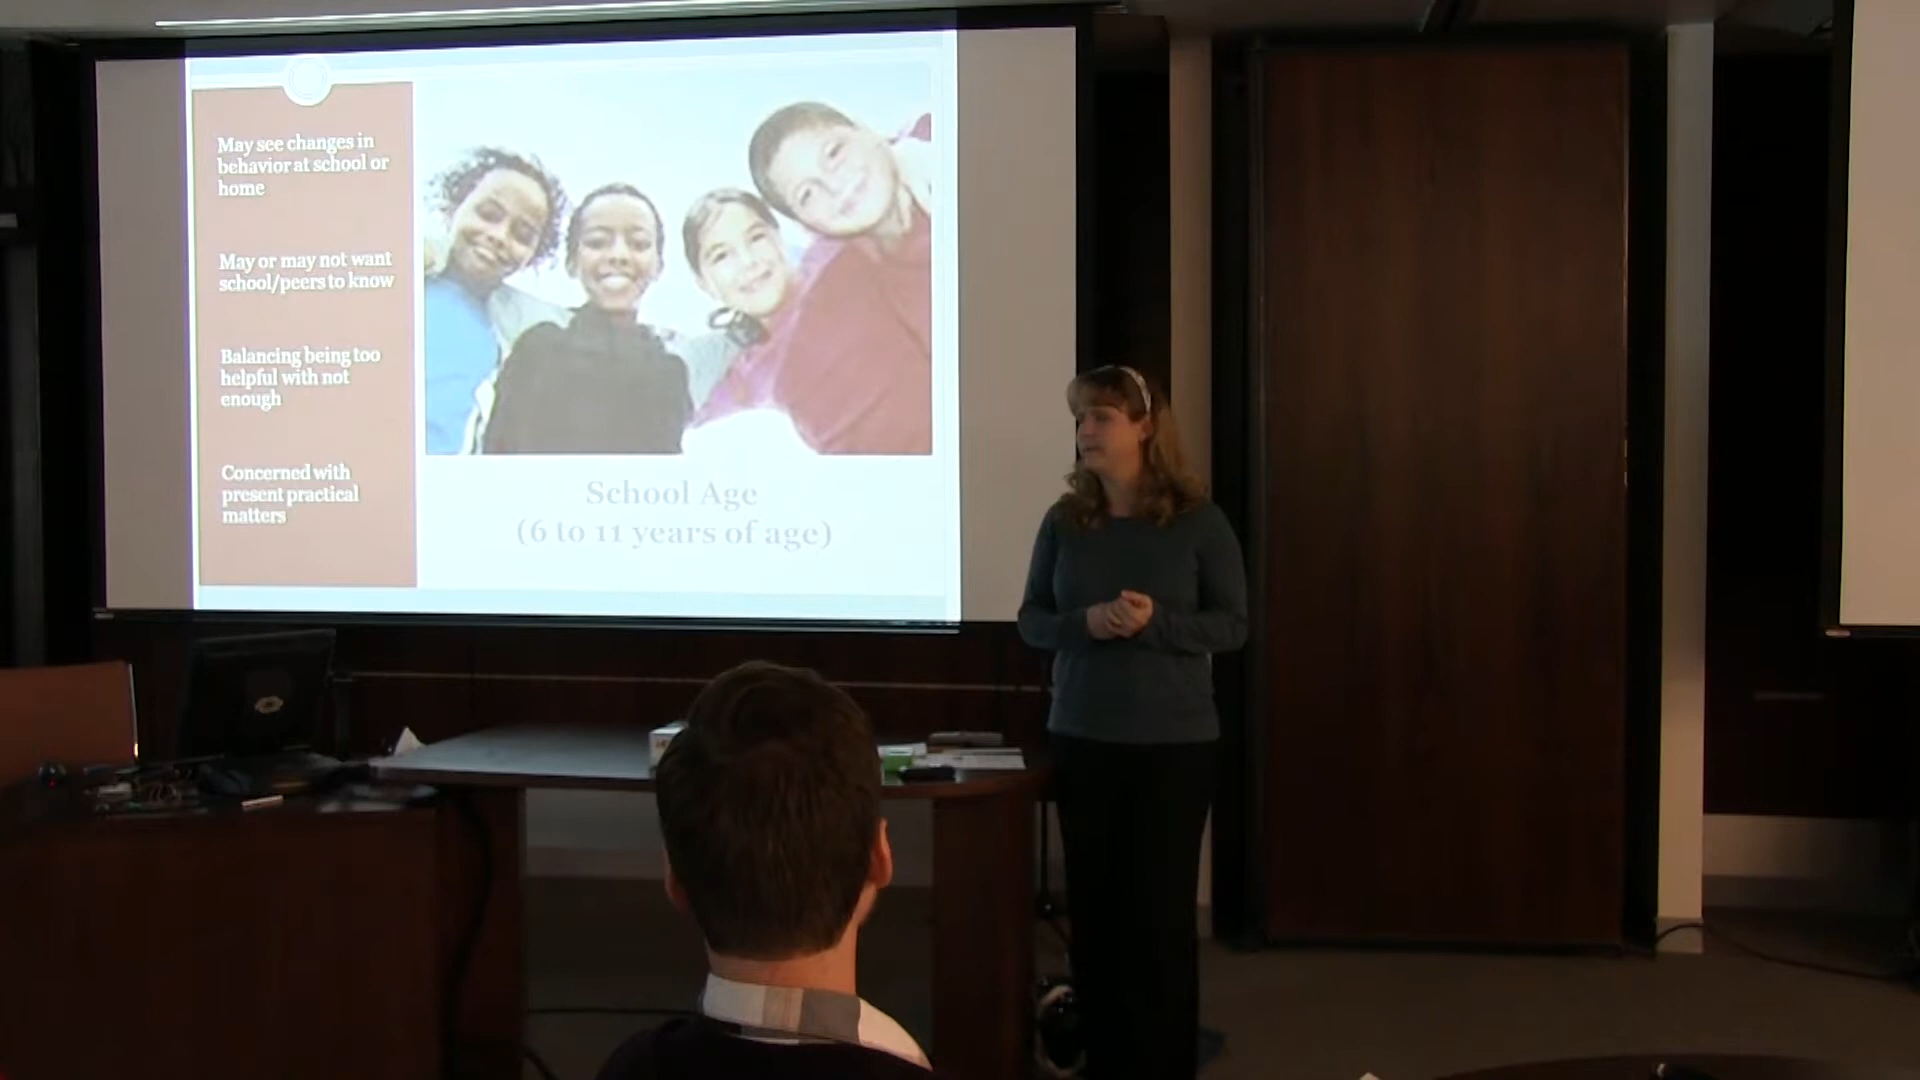 May see changes in
behavior at school or
home
May or may not want
school/peers to know
Balancing being too
helpful with not
enough
Concerned with
present practical
matters
School Age
(6 to 11 years of age)